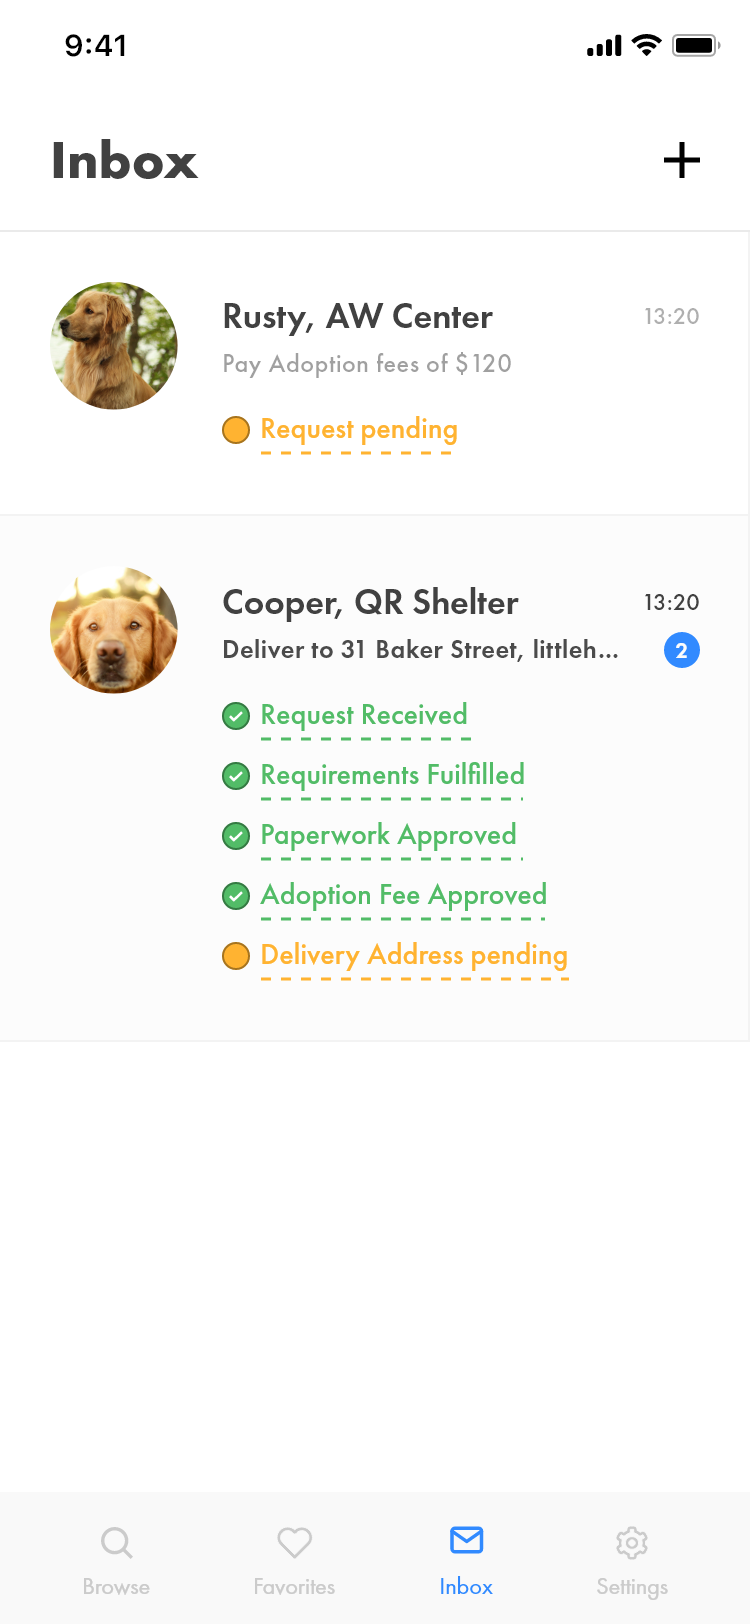 9:41
Inbox
Rusty, AW Center 13:20
Pay Adoption fees of $120
Request pending
Cooper, QR Shelter 13:20
Deliver to 31 Baker Street, littleh... 2
Request Received
Requirements Fuilfilled
Paperwork Approved
Adoption Fee Approved
Delivery Address pending
Browse Favorites Inbox Settings